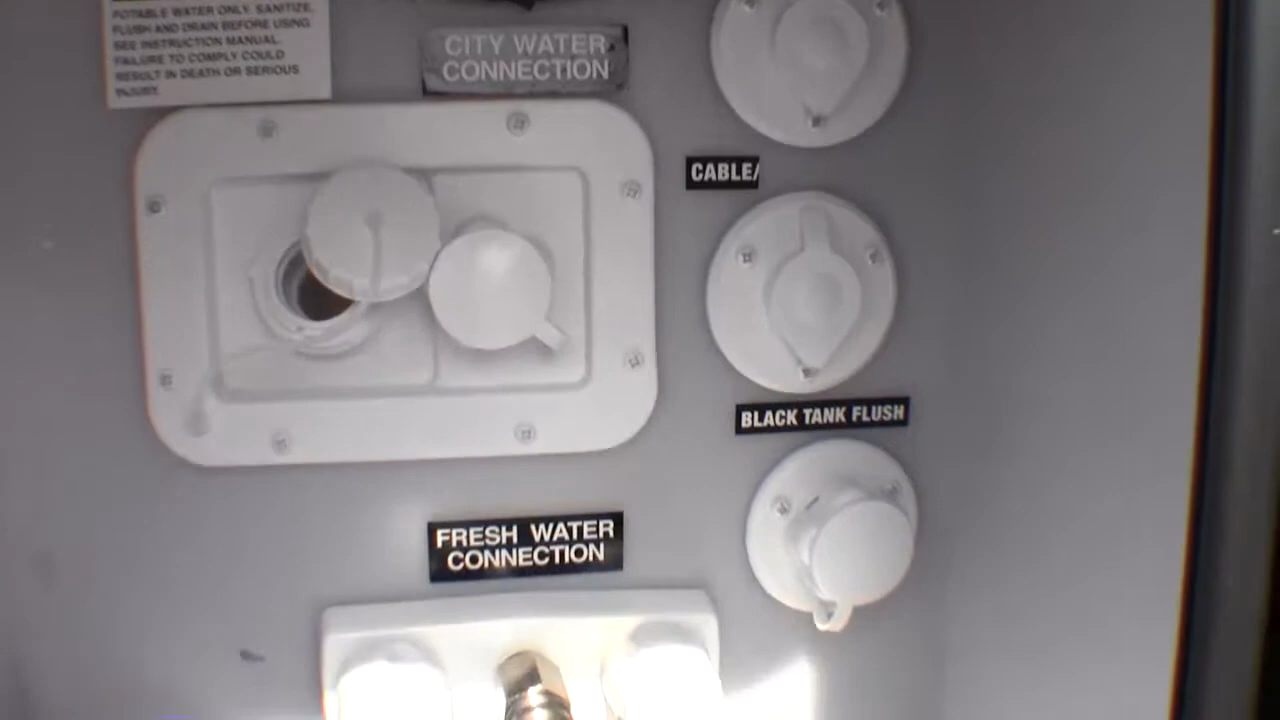 POTABLE WATER ONLY. SANITIZE,
FLUSH AND DRAIN BEFORE USING.
SEE INSTRUCTION MANUAL.
FAILURE TO COMPLY COULD
RESULT IN DEATH OR SERIOUS
INJURY.
CITY WATER
CONNECTION
CABLE/
BLACK TANK FLUSH
FRESH WATER
CONNECTION